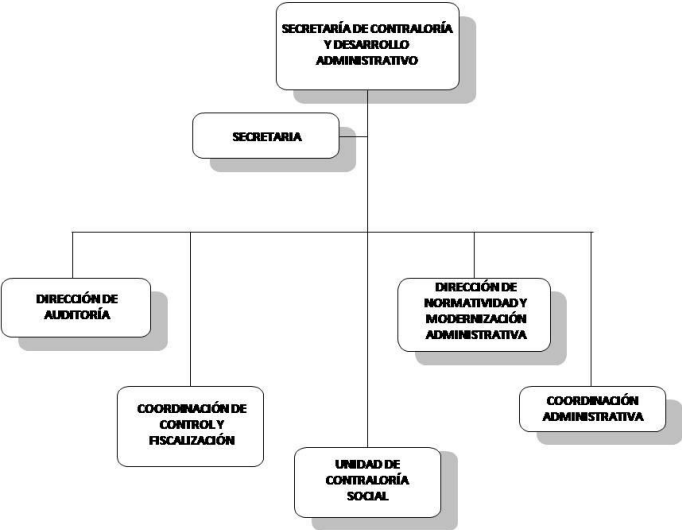 SECRETARÍA DE CONTRALORÍA
Y DESARROLLO
ADMINISTRATIVO
SECRETARIA
DIRECCIÓN DE
AUDITORÍA
DIRECCIÓN DE
NORMATIVIDAD Y
MODERNIZACIÓN
ADMINISTRATIVA
COORDINACIÓN DE
CONTROL Y
FISCALIZACIÓN
COORDINACIÓN
ADMINISTRATIVA
UNIDAD DE
CONTRALORÍA
SOCIAL